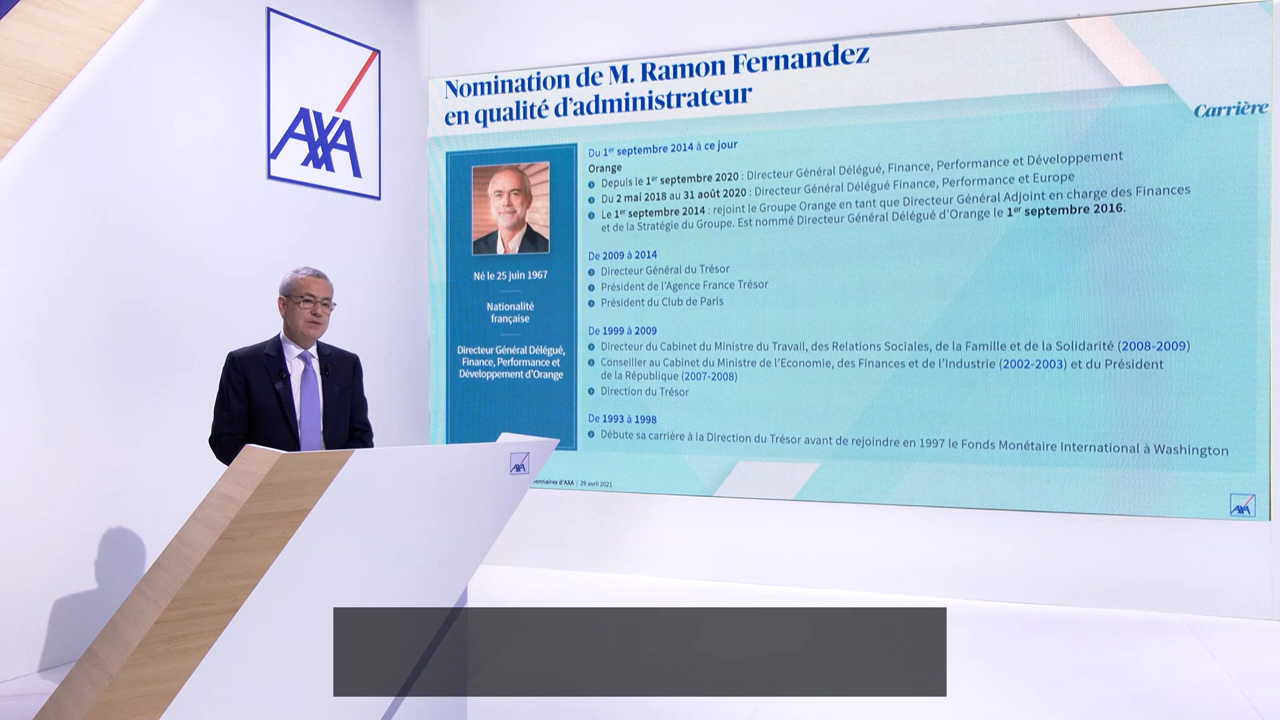 AXA
Nomination de M. Ramon Fernandez
en qualité d'administrateur
Carrière
Né le 25 juin 1967
Nationalité
française
Directeur Général Délégué,
Finance, Performance et
Développement d'Orange
Du 1er septembre 2014 à ce jour
Orange
Depuis le 1er septembre 2020 : Directeur Général Délégué, Finance, Performance et Développement
Du 2 mai 2018 au 31 août 2020 : Directeur Général Délégué Finance, Performance et Europe
Le 1er septembre 2014 : rejoint le Groupe Orange en tant que Directeur Général Adjoint en charge des Finances
et de la Stratégie du Groupe. Est nommé Directeur Général Délégué d'Orange le 1er septembre 2016.
De 2009 à 2014
Directeur Général du Trésor
Président de l'Agence France Trésor
Président du Club de Paris
De 1999 à 2009
Directeur du Cabinet du Ministre du Travail, des Relations Sociales, de la Famille et de la Solidarité (2008-2009)
Conseiller au Cabinet du Ministre de l'Economie, des Finances et de l'Industrie (2002-2003) et du Président
de la République (2007-2008)
Direction du Trésor
De 1993 à 1998
Débute sa carrière à la Direction du Trésor avant de rejoindre en 1997 le Fonds Monétaire International à Washington
AXA
d'AXA | 29 avril 2021
AXA